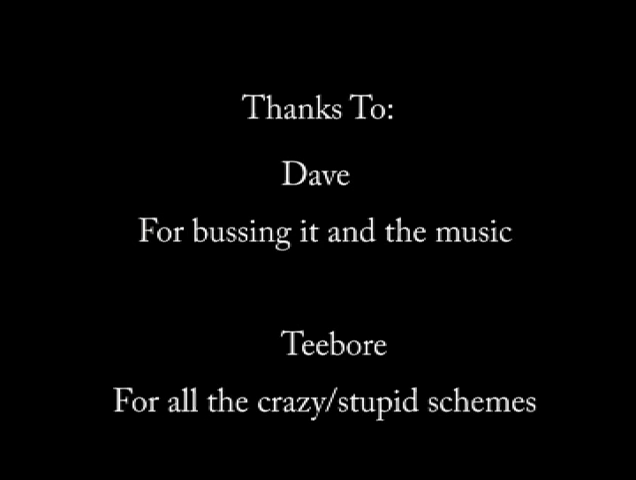 Thanks To:
Dave
For bussing it and the music
Teebore
For all the crazy/stupid schemes